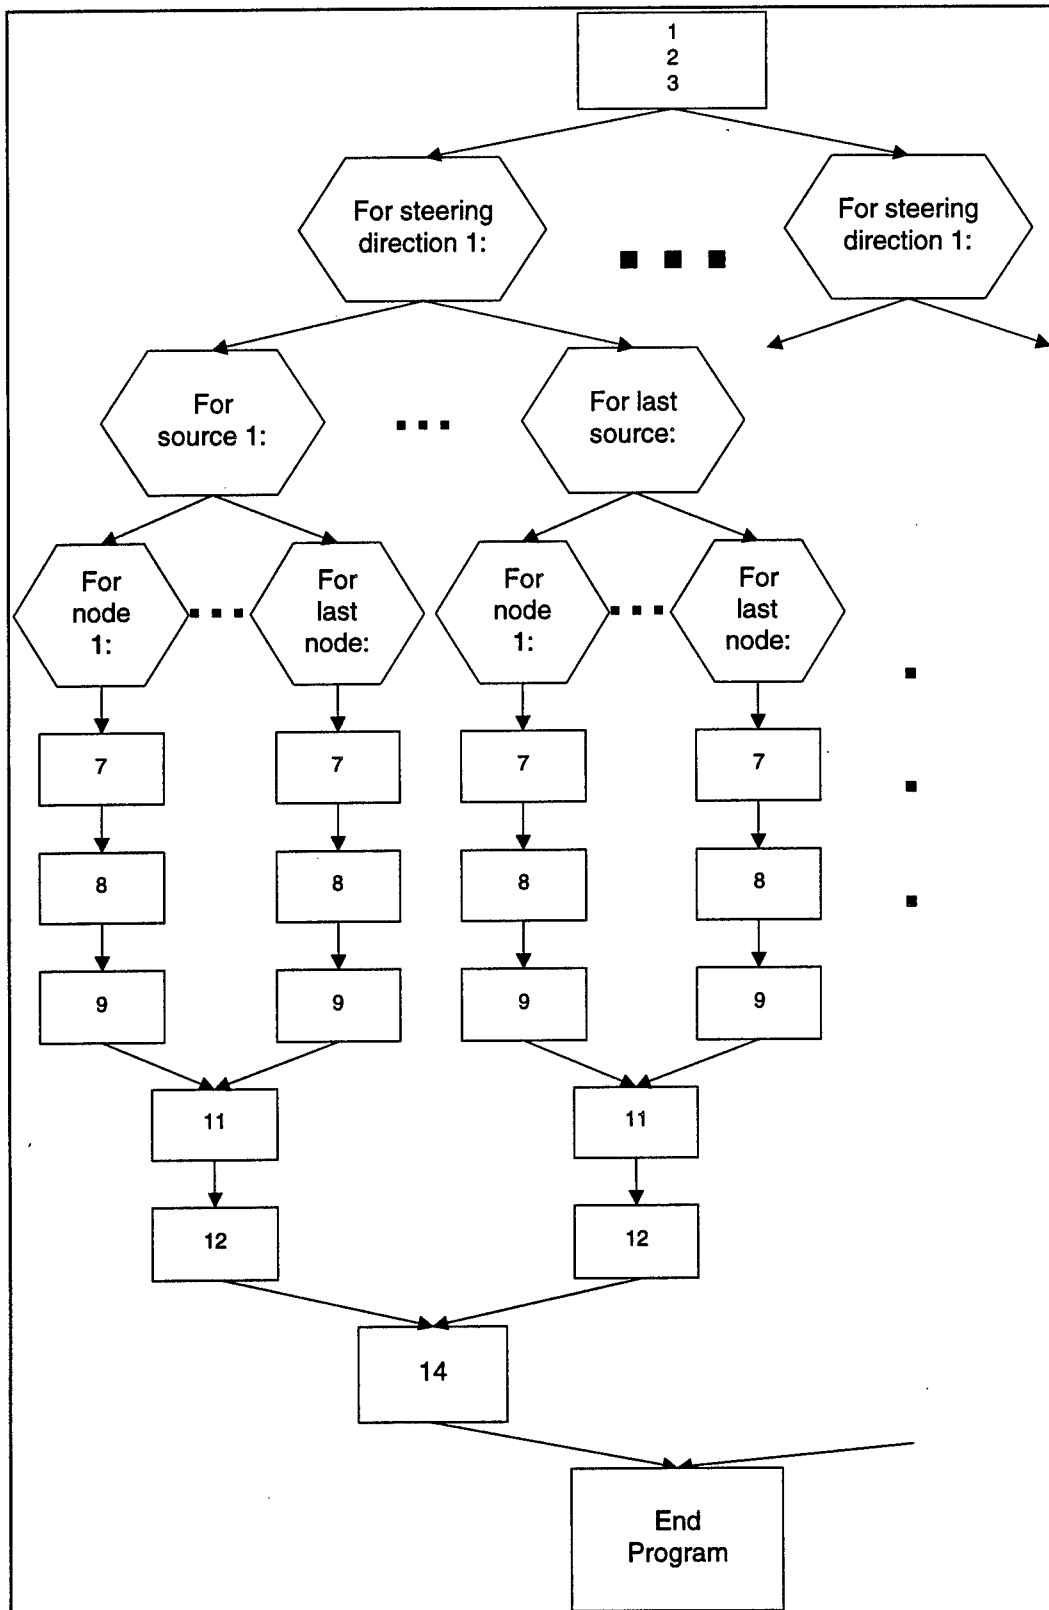 1
2
3
For steering
direction 1:
For steering
direction 1:
For
source 1:
For last
source:
For
node
1:
For
last
node:
For
node
1:
For
last
node:
7
7
7
7
8
8
8
8
9
9
9
9
11
11
12
12
14
End
Program